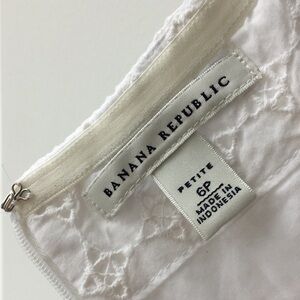 BANANA REPUBLIC
PETITE
6P
MADE IN
INDONESIA